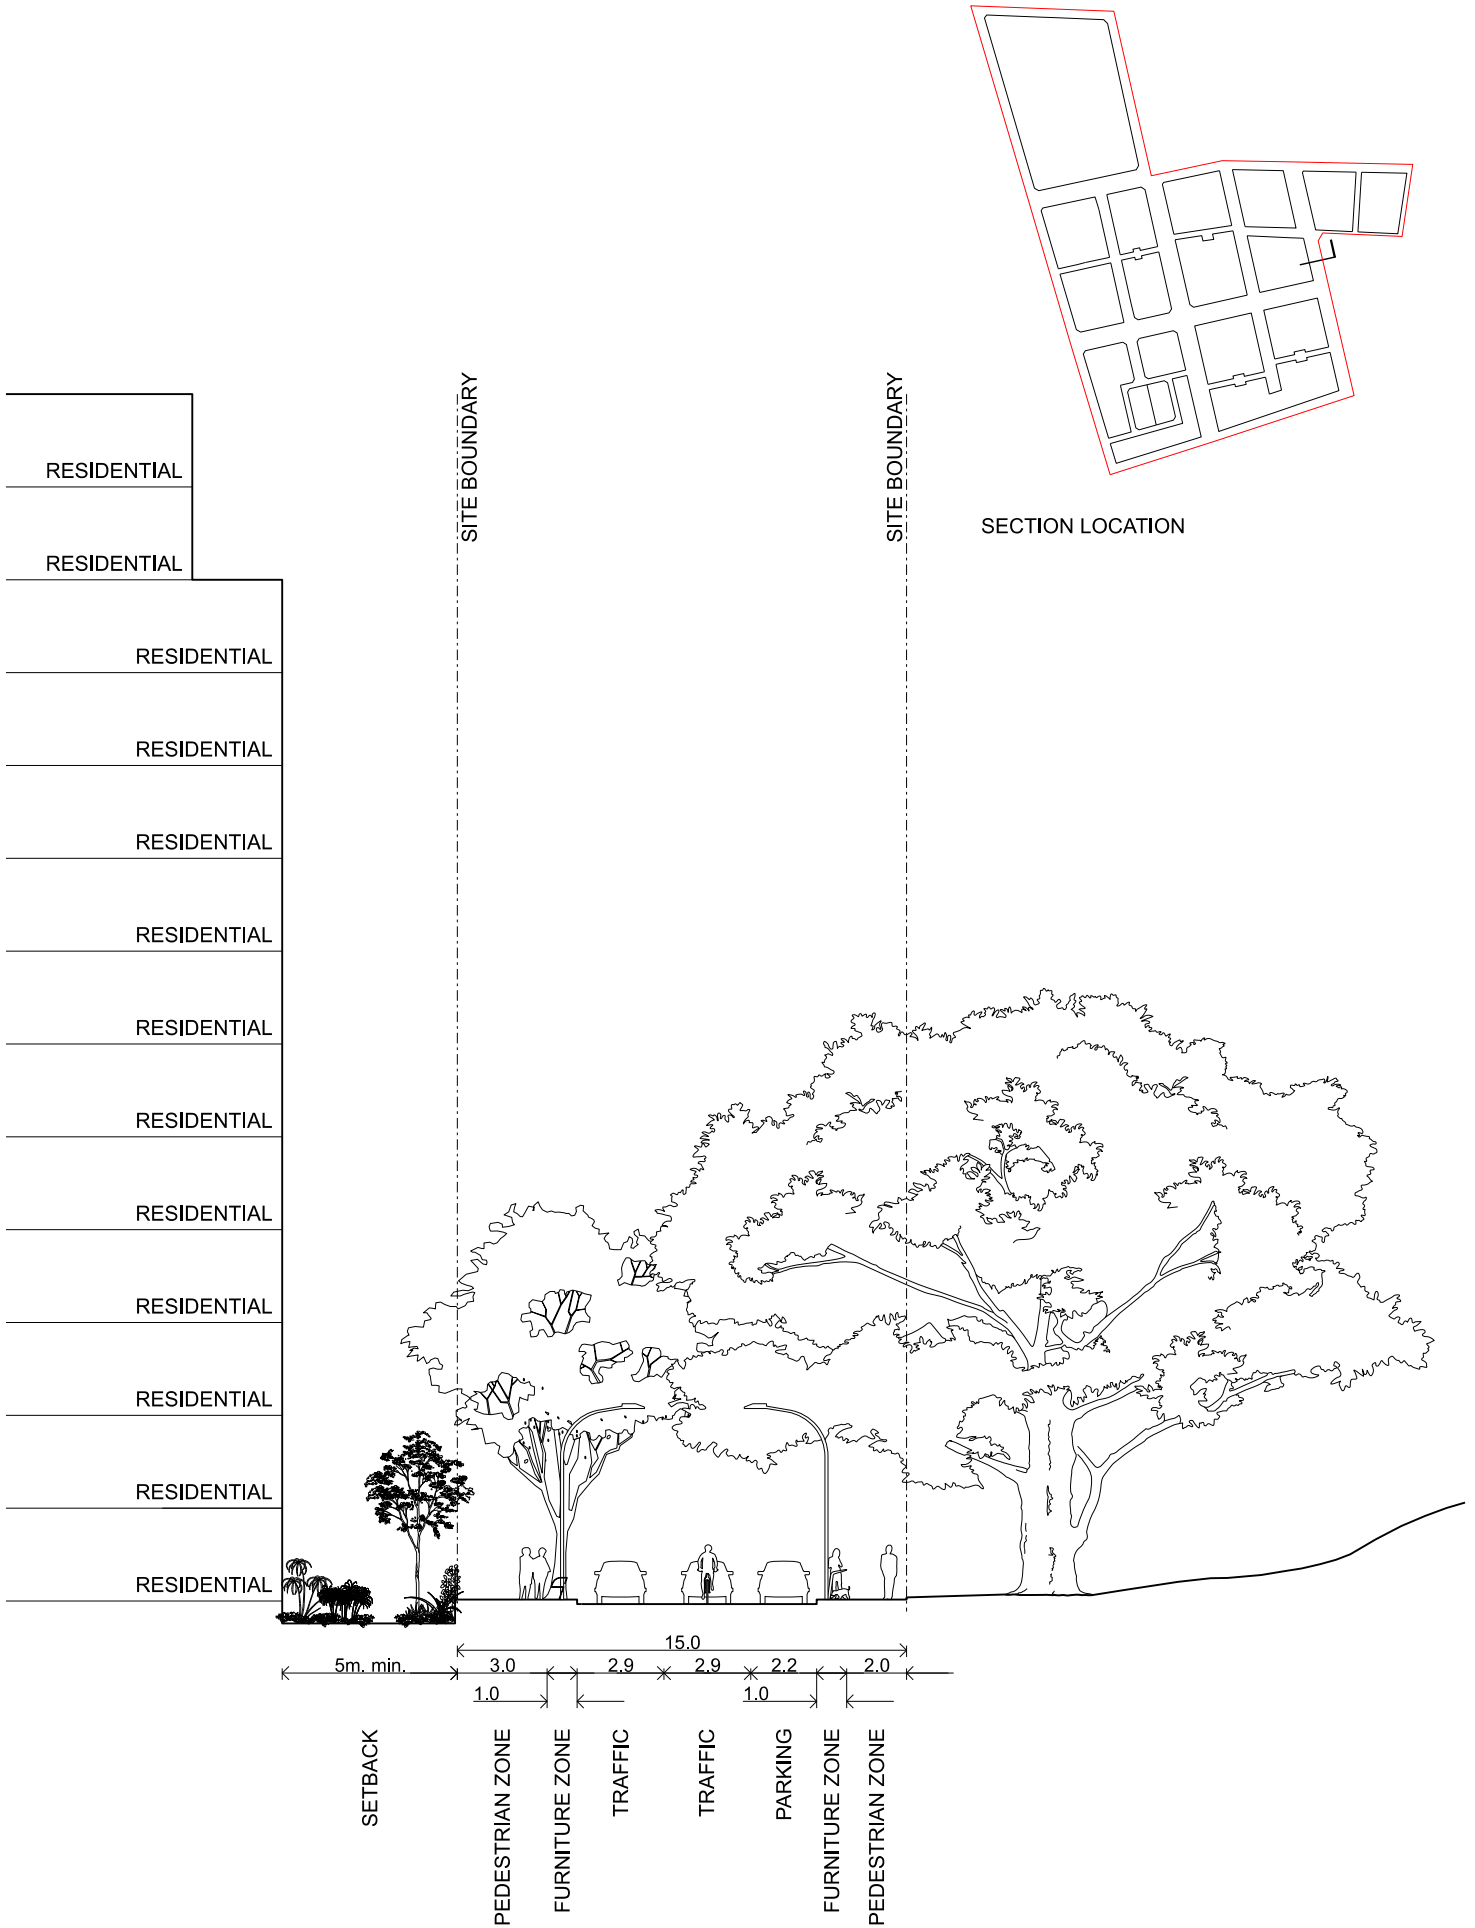 SITE BOUNDARY
SITE BOUNDARY
SECTION LOCATION
RESIDENTIAL
RESIDENTIAL
RESIDENTIAL
RESIDENTIAL
RESIDENTIAL
RESIDENTIAL
RESIDENTIAL
RESIDENTIAL
RESIDENTIAL
RESIDENTIAL
RESIDENTIAL
RESIDENTIAL
RESIDENTIAL
15.0
5m. min.
3.0
2.9
2.9
2.2
2.0
1.0
1.0
SETBACK
PEDESTRIAN ZONE
FURNITURE ZONE
TRAFFIC
TRAFFIC
PARKING
FURNITURE ZONE
PEDESTRIAN ZONE